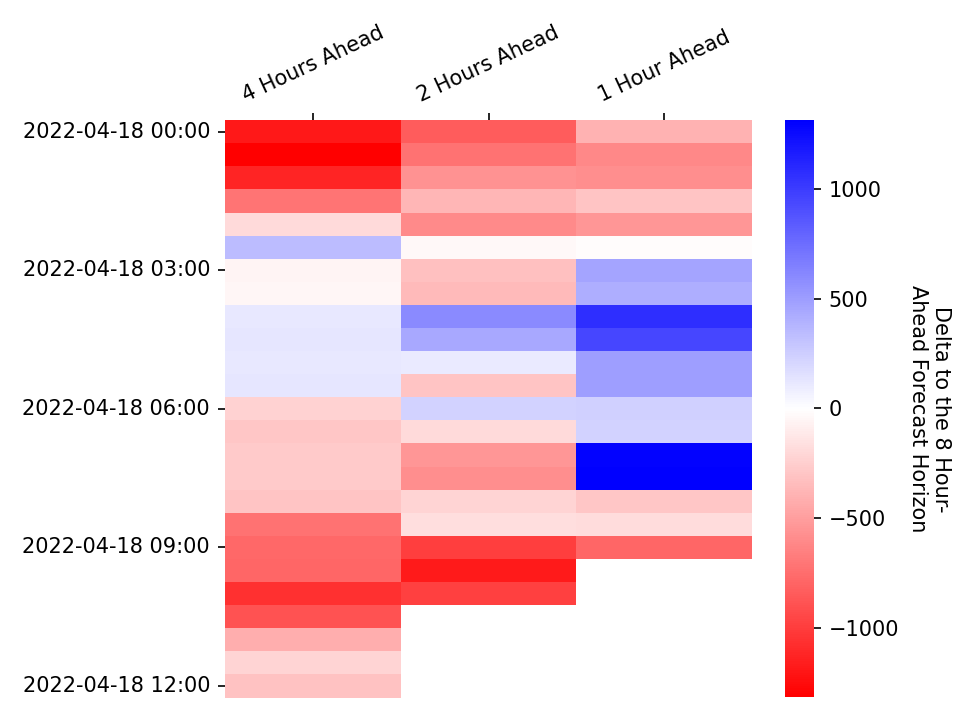 4 Hours Ahead
2 Hours Ahead
1 Hour Ahead
2022-04-18 00:00
2022-04-18 03:00
2022-04-18 06:00
2022-04-18 09:00
2022-04-18 12:00
1000
500
0
−500
−1000
Delta to the 8 Hour-
Ahead Forecast Horizon